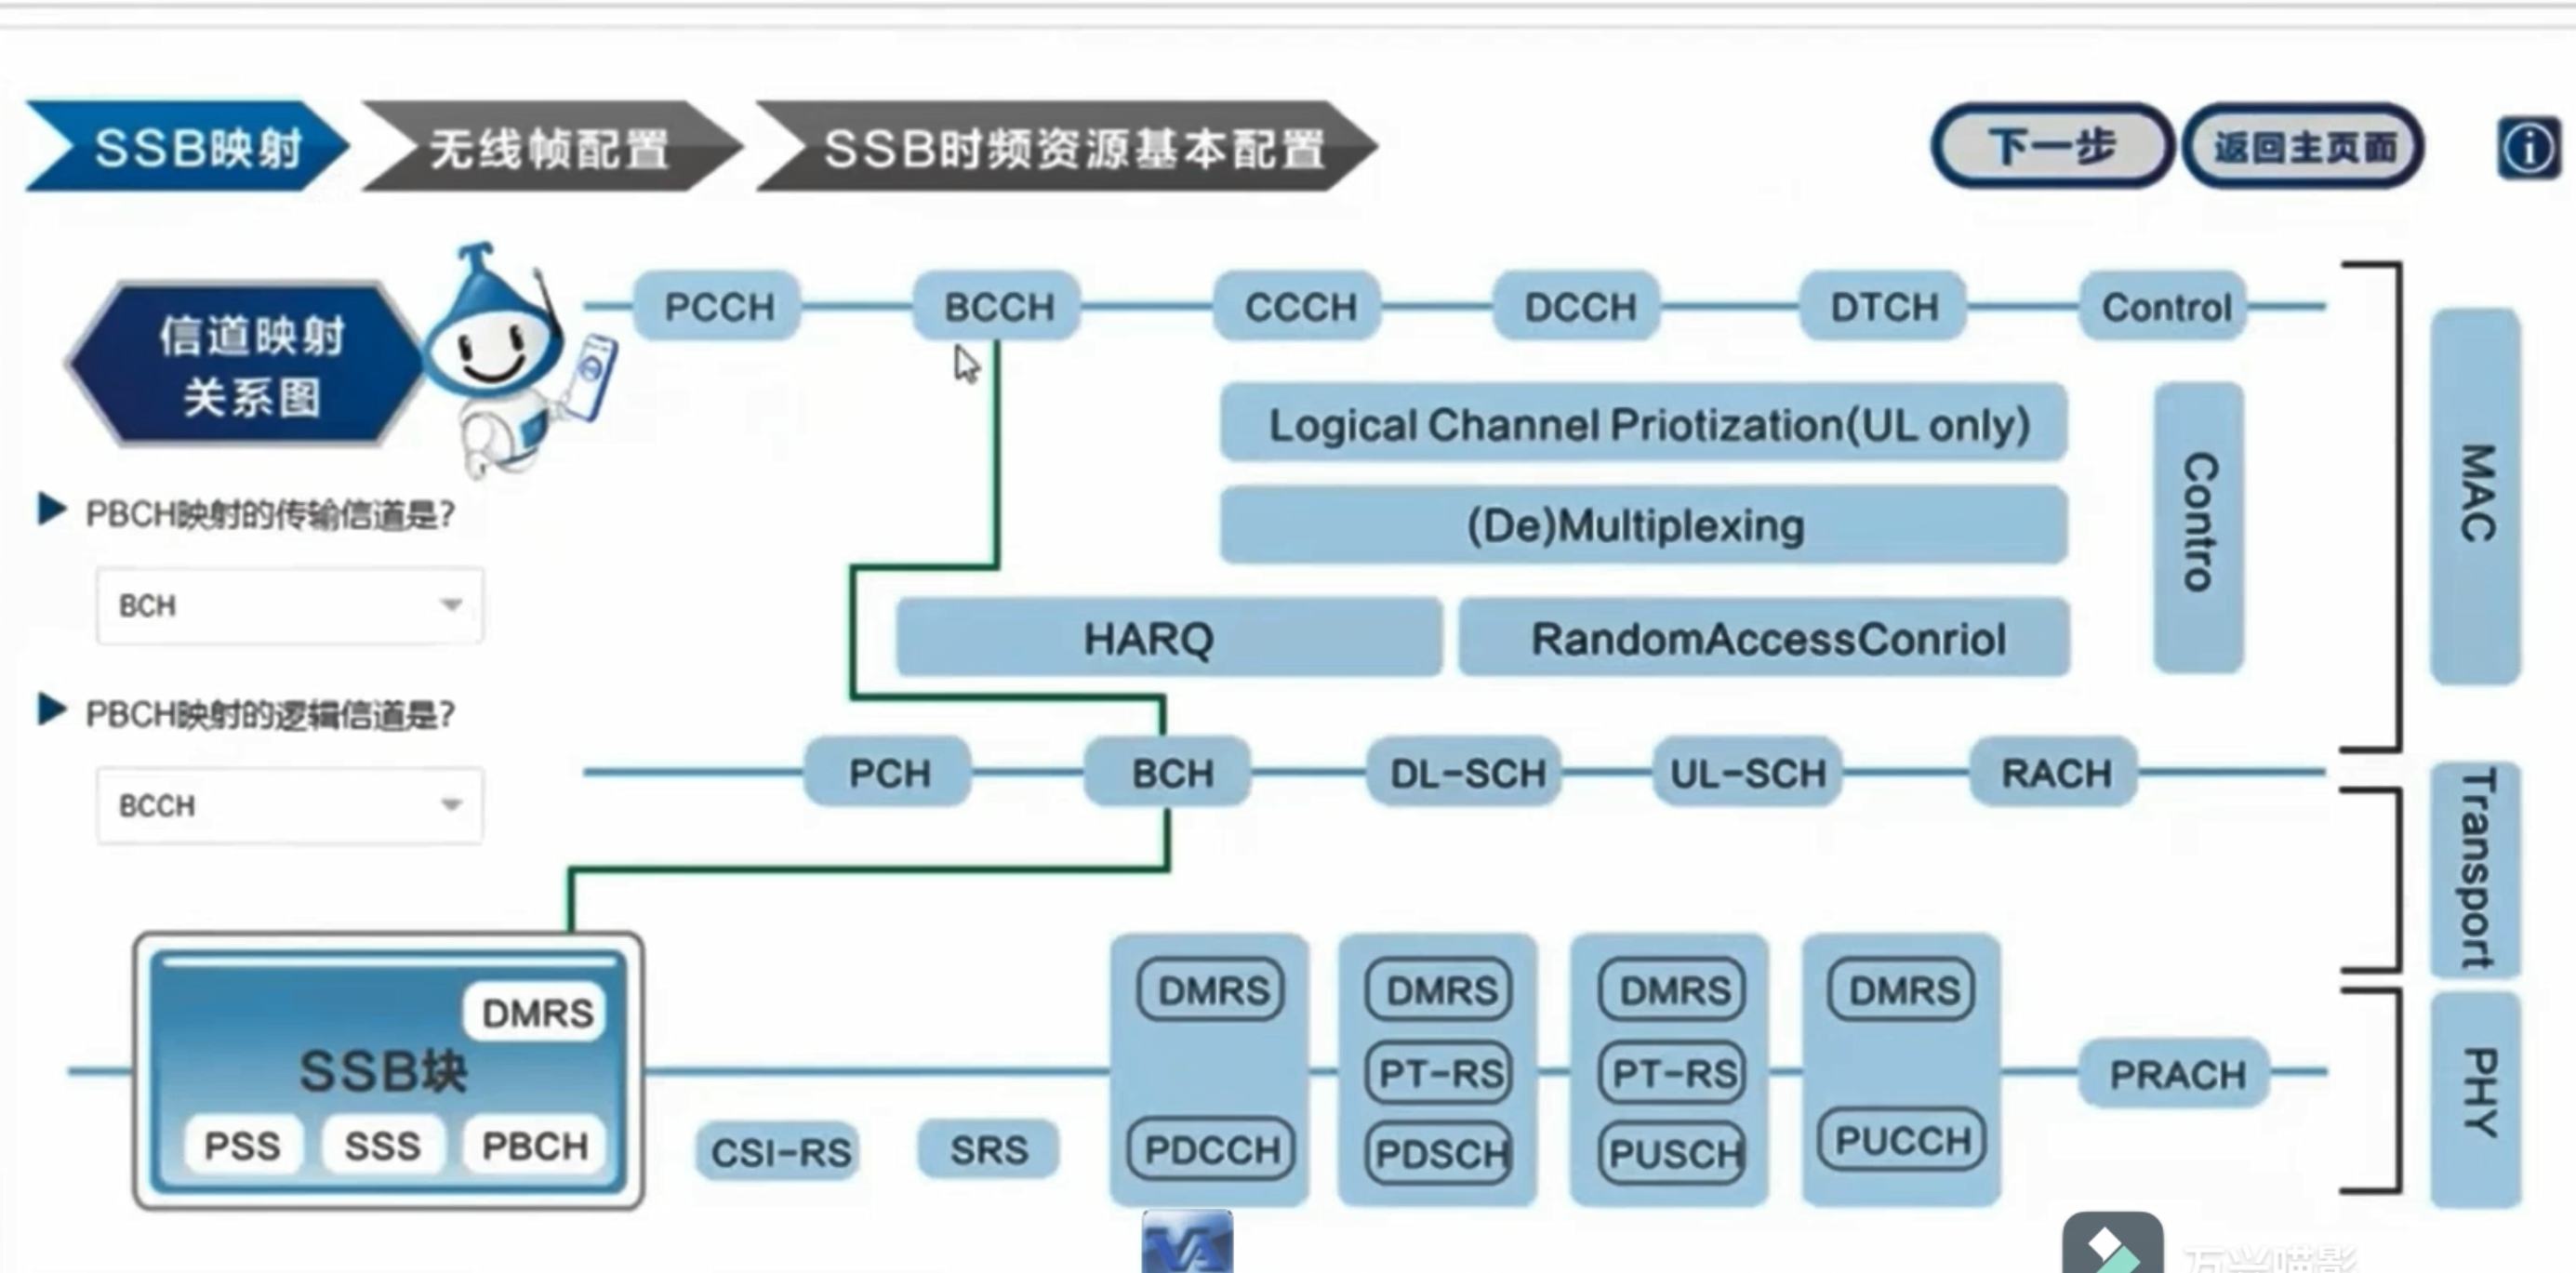 SSB映射
无线帧配置
SSB时频资源基本配置
下一步
返回主页面
信道映射
关系图
PCCH
BCCH
CCCH
DCCH
DTCH
Control
Logical Channel Priotization(UL only)
(De)Multiplexing
HARQ
RandomAccessConriol
Contro
MAC
PBCH映射的传输信道是?
BCH
PBCH映射的逻辑信道是?
BCCH
PCH
BCH
DL-SCH
UL-SCH
RACH
Transport
DMRS
SSB块
PSS
SSS
PBCH
CSI-RS
SRS
DMRS
PDCCH
DMRS
PT-RS
PDSCH
DMRS
PT-RS
PUSCH
DMRS
PUCCH
PRACH
PHY
VA
万兴喵影